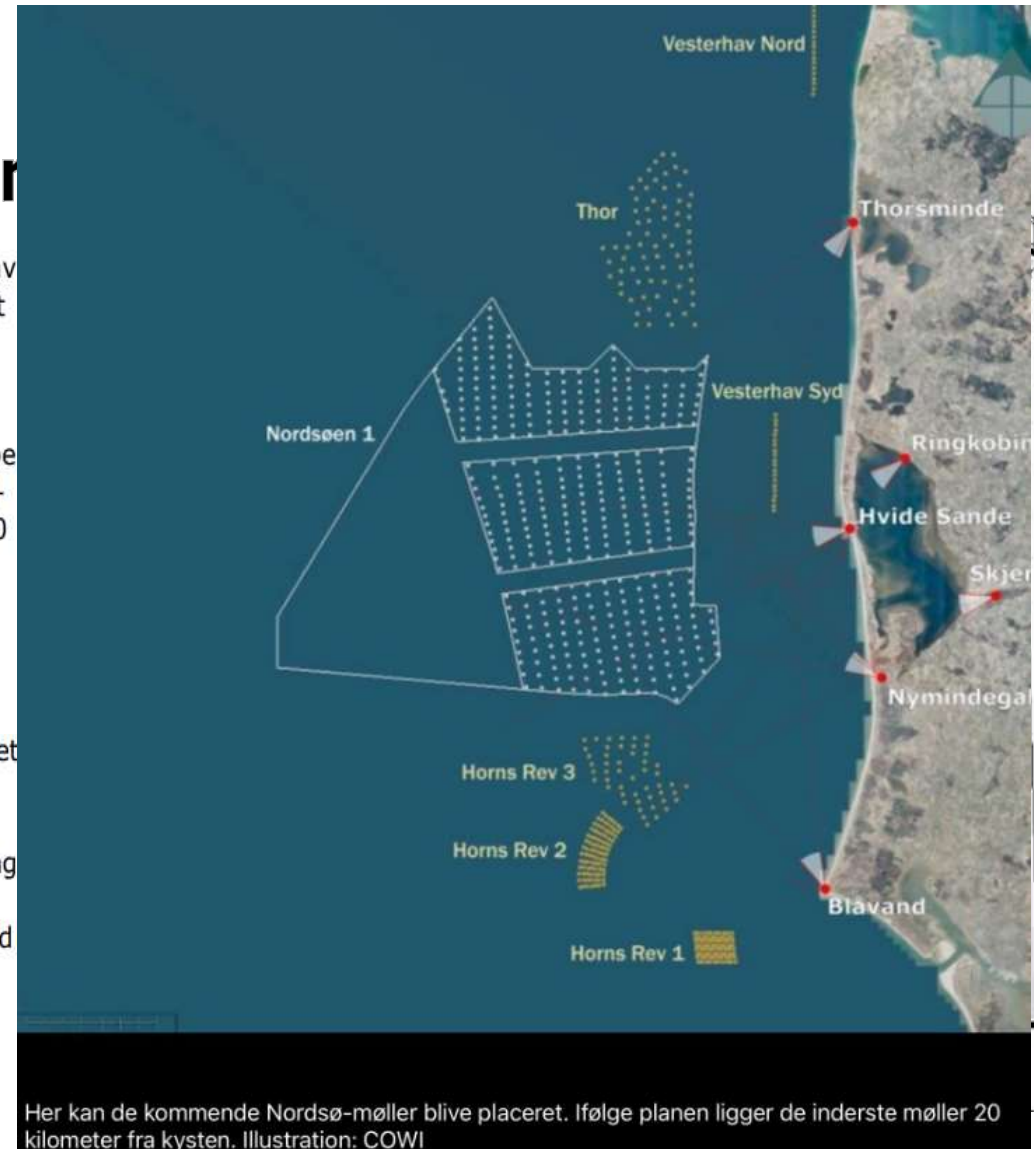 Vesterhav Nord
Thor
Thorsminde
Vesterhav Syd
Nordsøen 1
Hvide Sande
Horns Rev 3
Horns Rev 2
Blåvand
Horns Rev 1
Her kan de kommende Nordsø-møller blive placeret. Ifølge planen ligger de inderste møller 20
kilometer fra kysten. Illustration: COWI